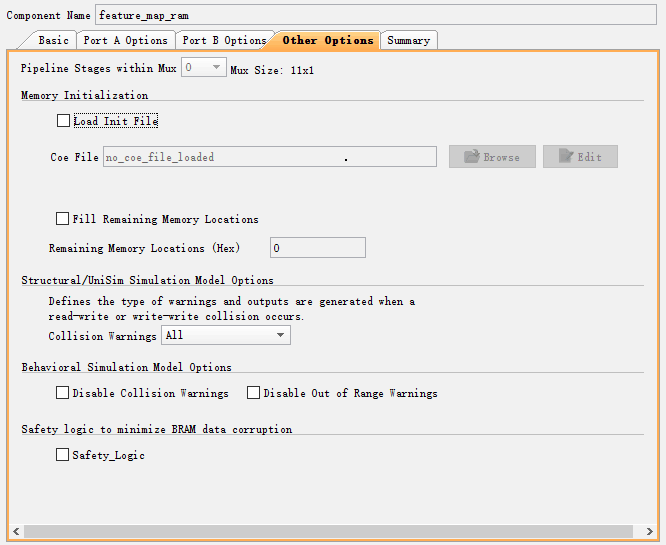 Component Name feature_map_ram
Basic Port A Options Port B Options Other Options Summary
Pipeline Stages within Mux 0 Mux Size: 11x1
Memory Initialization
Load Init File
Coe File no_coe_file_loaded Browse Edit
Fill Remaining Memory Locations
Remaining Memory Locations (Hex) 0
Structural/UniSim Simulation Model Options
Defines the type of warnings and outputs are generated when a
read-write or write-write collision occurs.
Collision Warnings All
Behavioral Simulation Model Options
Disable Collision Warnings Disable Out of Range Warnings
Safety logic to minimize BRAM data corruption
Safety_Logic